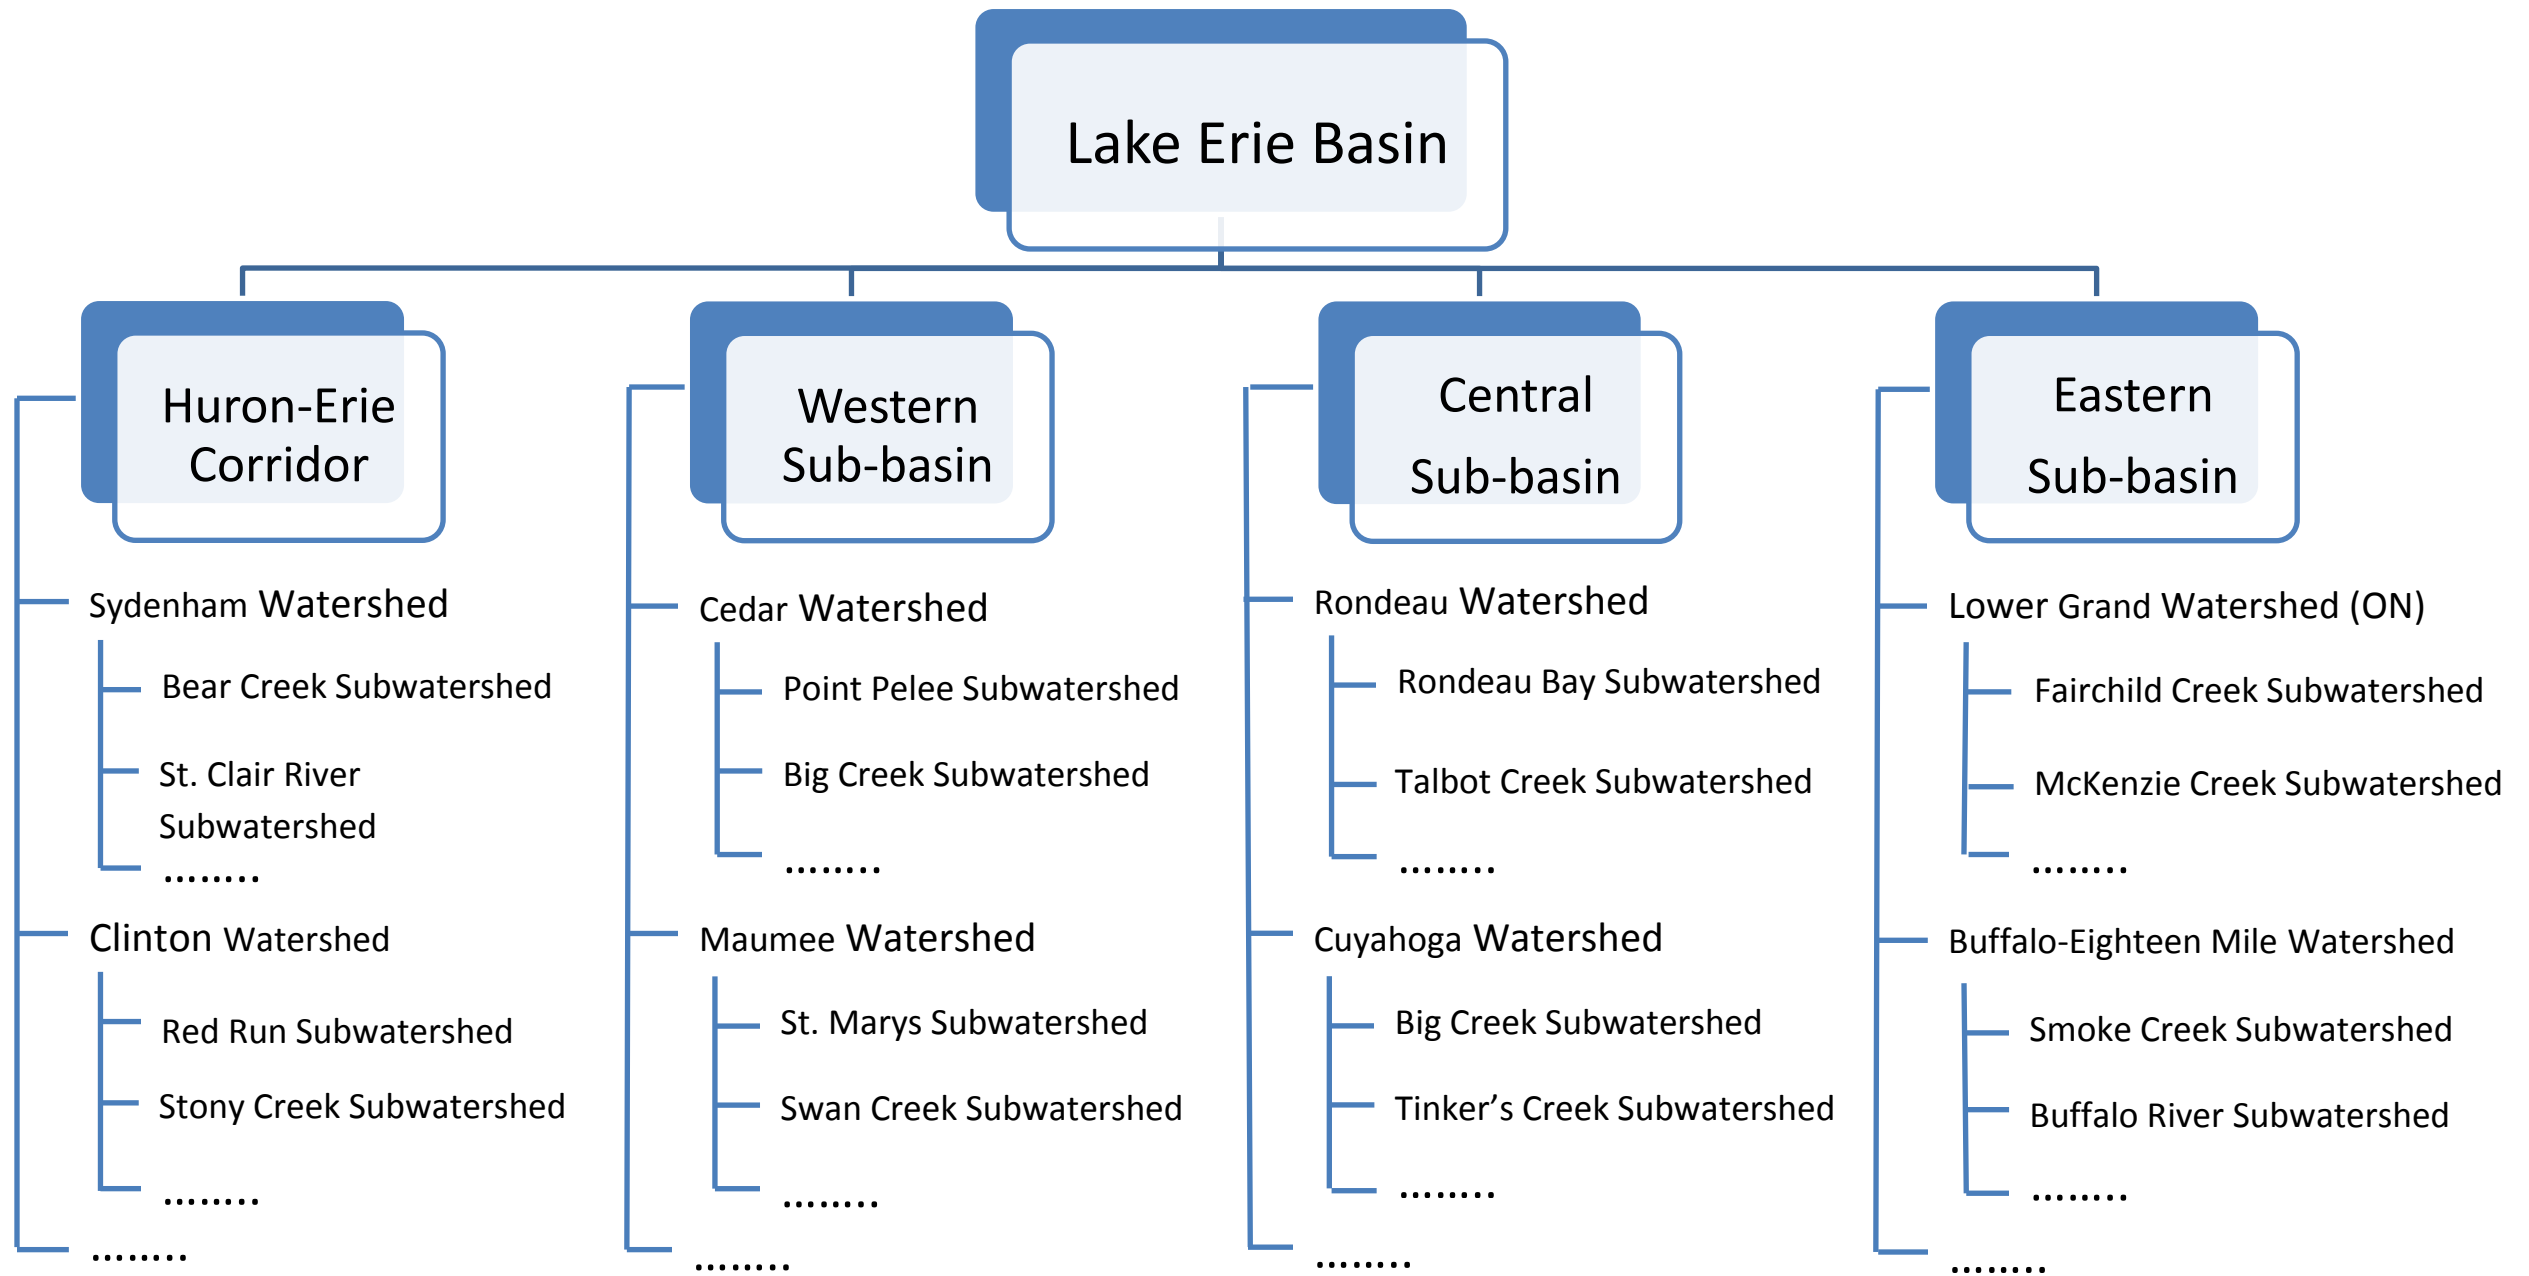 Lake Erie Basin
Huron-Erie
Corridor
Sydenham Watershed
Bear Creek Subwatershed
St. Clair River
Subwatershed
........
Clinton Watershed
Red Run Subwatershed
Stony Creek Subwatershed
........
........
Western
Sub-basin
Cedar Watershed
Point Pelee Subwatershed
Big Creek Subwatershed
........
Maumee Watershed
St. Marys Subwatershed
Swan Creek Subwatershed
........
........
Central
Sub-basin
Rondeau Watershed
Rondeau Bay Subwatershed
Talbot Creek Subwatershed
........
Cuyahoga Watershed
Big Creek Subwatershed
Tinker’s Creek Subwatershed
........
........
Eastern
Sub-basin
Lower Grand Watershed (ON)
Fairchild Creek Subwatershed
McKenzie Creek Subwatershed
........
Buffalo-Eighteen Mile Watershed
Smoke Creek Subwatershed
Buffalo River Subwatershed
........
........